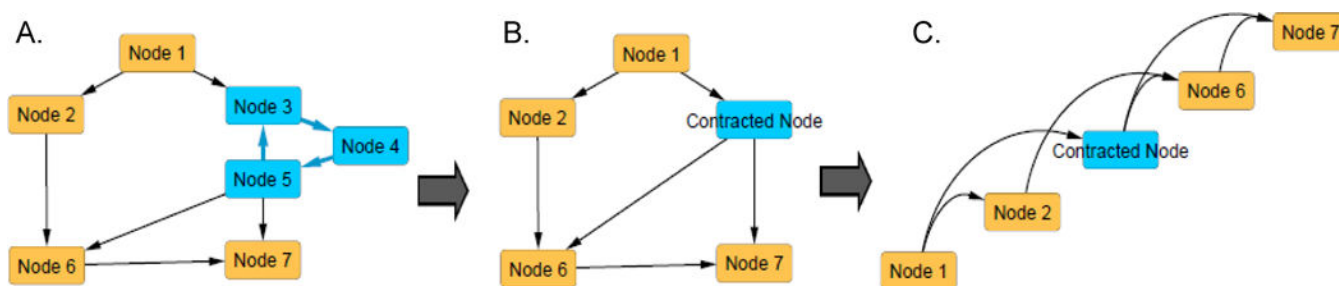 A.
Node 1
Node 2
Node 3
Node 4
Node 5
Node 6
Node 7
B.
Node 1
Node 2
Contracted Node
Node 6
Node 7
C.
Node 7
Node 6
Contracted Node
Node 2
Node 1